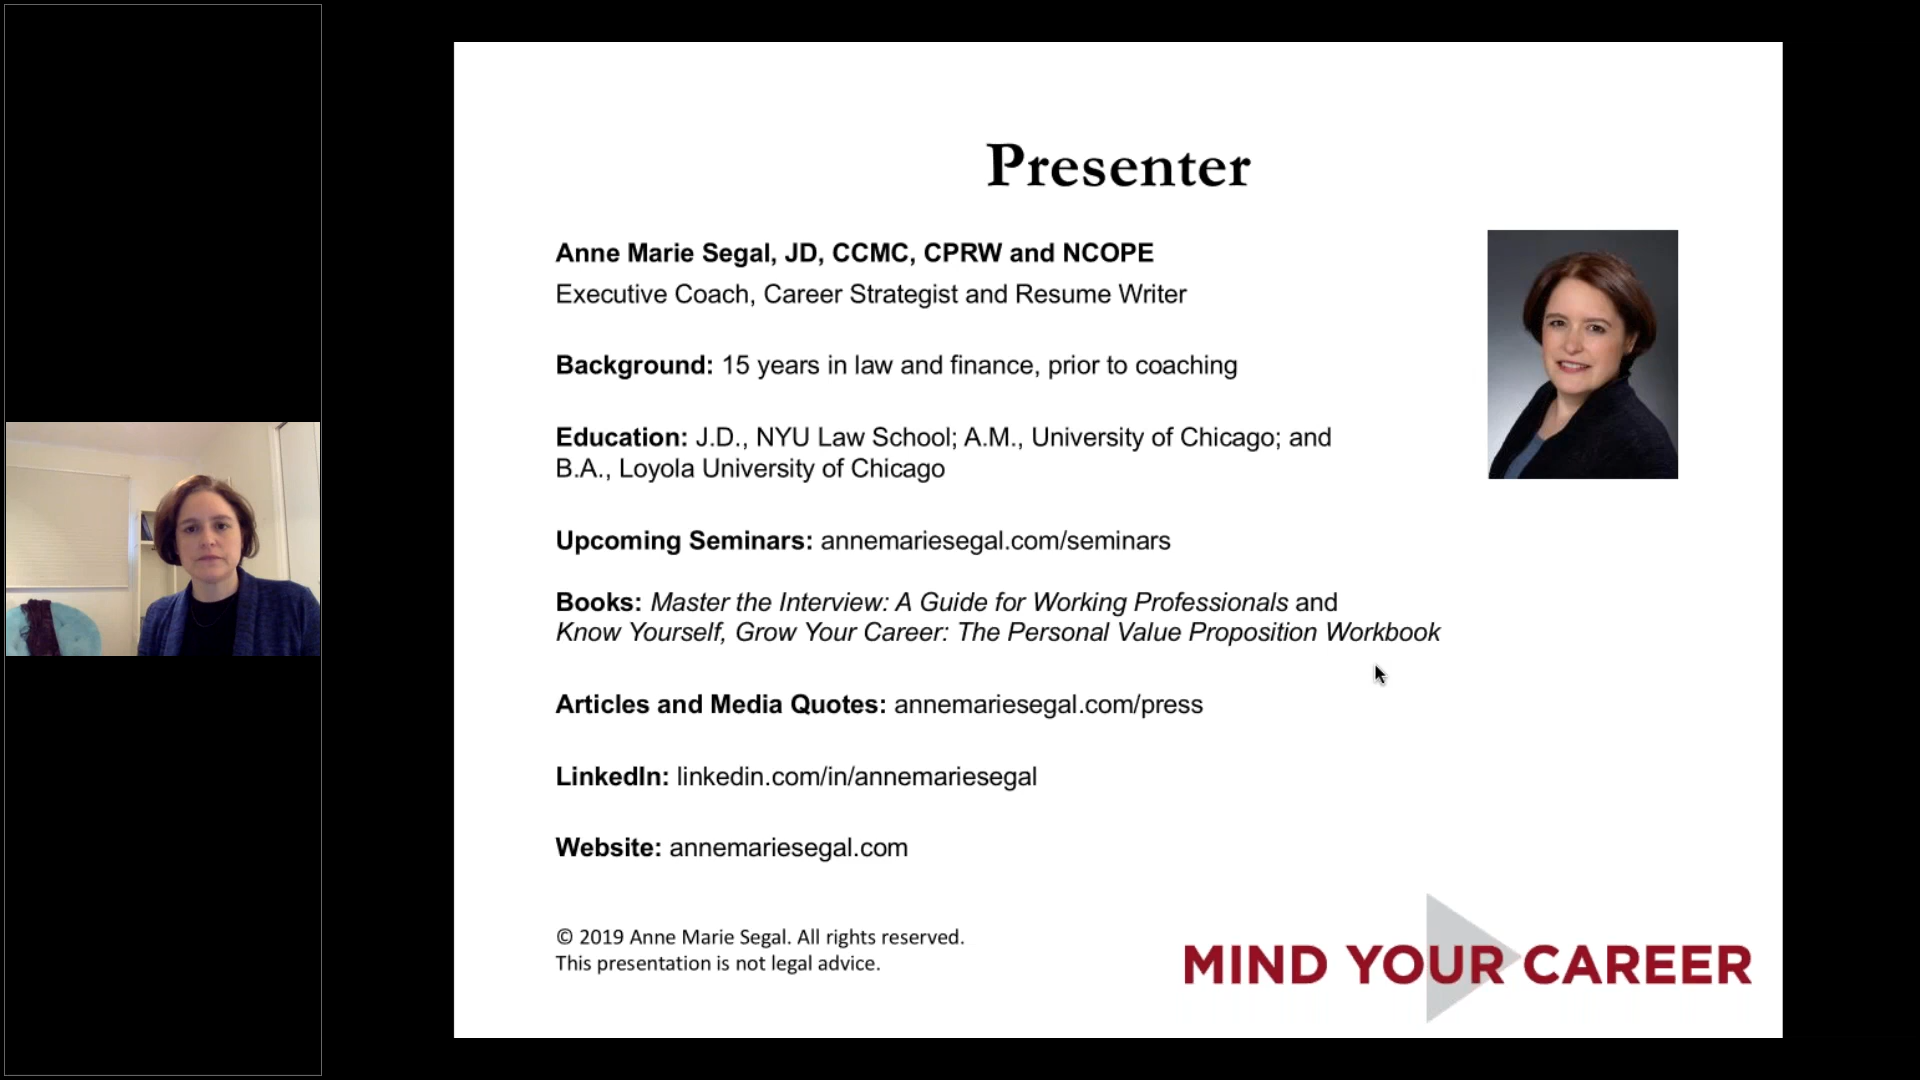 Presenter
Anne Marie Segal, JD, CCMC, CPRW and NCOPE
Executive Coach, Career Strategist and Resume Writer
Background: 15 years in law and finance, prior to coaching
Education: J.D., NYU Law School; A.M., University of Chicago; and
B.A., Loyola University of Chicago
Upcoming Seminars: annemariesegal.com/seminars
Books: Master the Interview: A Guide for Working Professionals and
Know Yourself, Grow Your Career: The Personal Value Proposition Workbook
Articles and Media Quotes: annemariesegal.com/press
LinkedIn: linkedin.com/in/annemariesegal
Website: annemariesegal.com
© 2019 Anne Marie Segal. All rights reserved.
This presentation is not legal advice.
MIND YOUR CAREER